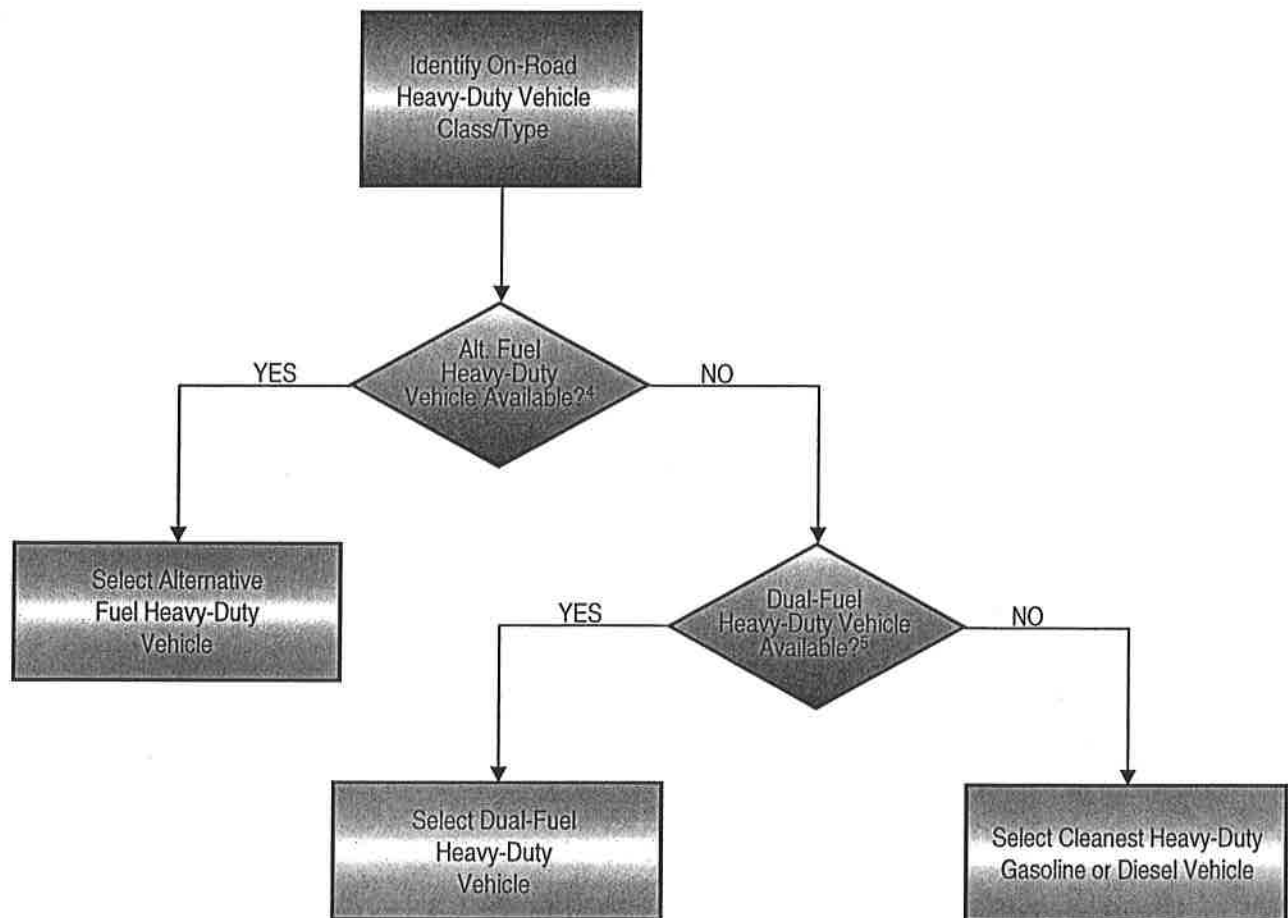 Identify On-Road
Heavy-Duty Vehicle
Class/Type
Alt. Fuel
Heavy-Duty
Vehicle Available?⁴
YES
NO
Select Alternative
Fuel Heavy-Duty
Vehicle
Dual-Fuel
Heavy-Duty Vehicle
Available?⁵
YES
NO
Select Dual-Fuel
Heavy-Duty
Vehicle
Select Cleanest Heavy-Duty
Gasoline or Diesel Vehicle